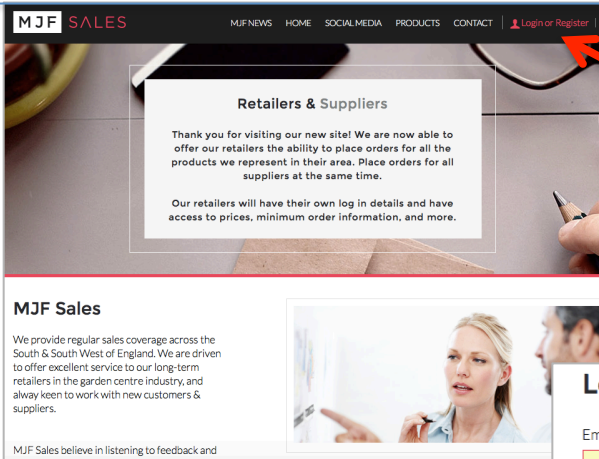 MJF SALES
MJF NEWS HOME SOCIAL MEDIA PRODUCTS CONTACT Login or Register
Retailers & Suppliers
Thank you for visiting our new site! We are now able to
offer our retailers the ability to place orders for all the
products we represent in their area. Place orders for all
suppliers at the same time.
Our retailers will have their own log in details and have
access to prices, minimum order information, and more.
MJF Sales
We provide regular sales coverage across the
South & South West of England. We are driven
to offer excellent service to our long-term
retailers in the garden centre industry, and
alway keen to work with new customers &
suppliers.
MJF Sales believe in listening to feedback and